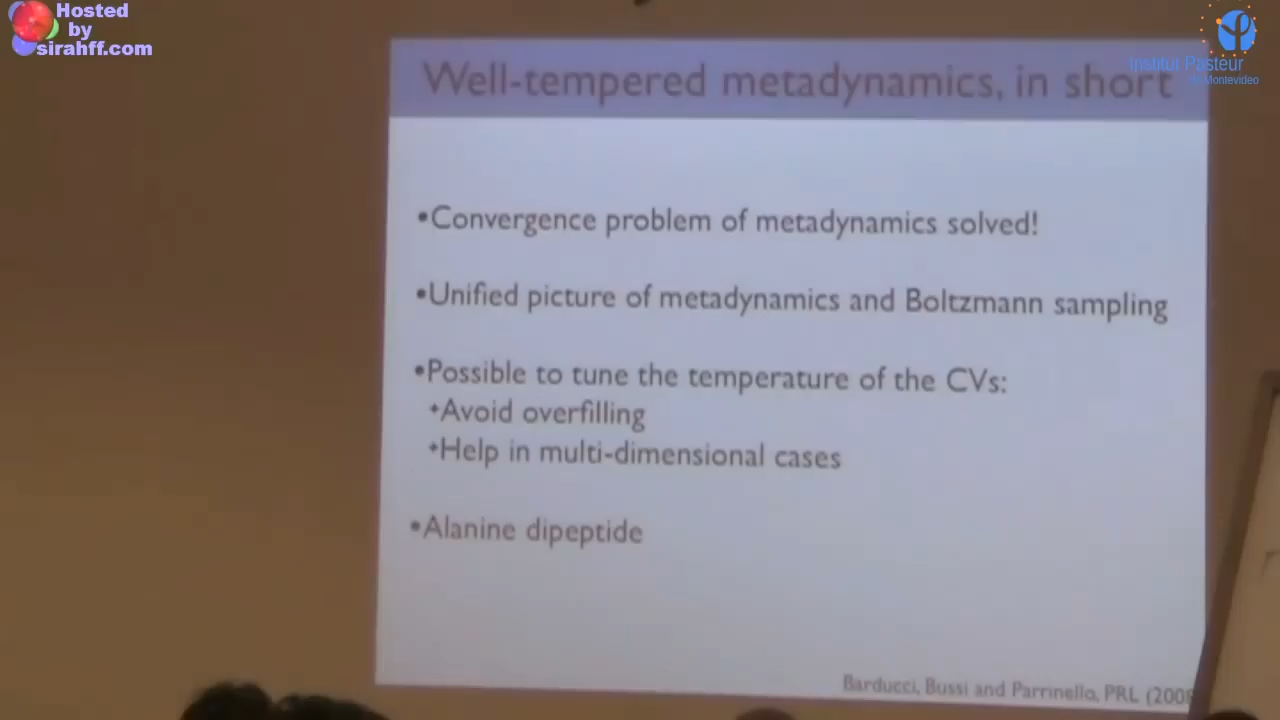 Hosted
by
sirahff.com
Institut Pasteur
de Montevideo
Well-tempered metadynamics, in short
•Convergence problem of metadynamics solved!
•Unified picture of metadynamics and Boltzmann sampling
•Possible to tune the temperature of the CVs:
+Avoid overfilling
+Help in multi-dimensional cases
•Alanine dipeptide
Barducci, Bussi and Parrinello, PRL (2008